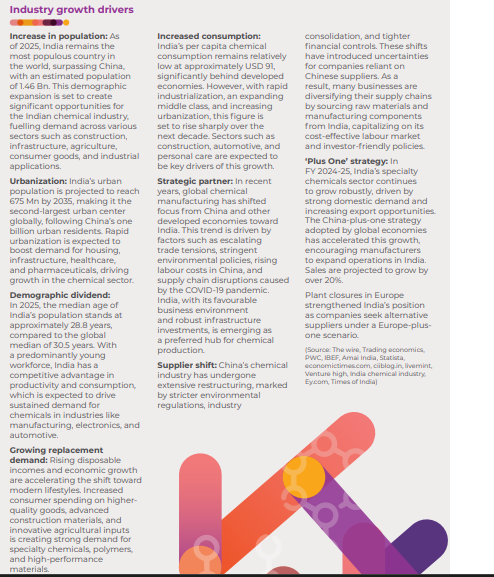 Industry growth drivers
Increase in population: As
of 2025, India remains the
most populous country in
the world, surpassing China,
with an estimated population
of 1.46 Bn. This demographic
expansion is set to create
significant opportunities for
the Indian chemical industry,
fuelling demand across various
sectors such as construction,
infrastructure, agriculture,
consumer goods, and industrial
applications.
Urbanization: India's urban
population is projected to reach
675 Mn by 2035, making it the
second-largest urban center
globally, following China's one
billion urban residents. Rapid
urbanization is expected to
boost demand for housing,
infrastructure, healthcare,
and pharmaceuticals, driving
growth in the chemical sector.
Demographic dividend:
In 2025, the median age of
India's population stands at
approximately 28.8 years,
compared to the global
median of 30.5 years. With
a predominantly young
workforce, India has a
competitive advantage in
productivity and consumption,
which is expected to drive
sustained demand for
chemicals in industries like
manufacturing, electronics, and
automotive.
Growing replacement
demand: Rising disposable
incomes and economic growth
are accelerating the shift toward
modern lifestyles. Increased
consumer spending on higher-
quality goods, advanced
construction materials, and
innovative agricultural inputs
is creating strong demand for
specialty chemicals, polymers,
and high-performance
materials.
Increased consumption:
India's per capita chemical
consumption remains relatively
low at approximately USD 91,
significantly behind developed
economies. However, with rapid
industrialization, an expanding
middle class, and increasing
urbanization, this figure is
set to rise sharply over the
next decade. Sectors such as
construction, automotive, and
personal care are expected to
be key drivers of this growth.
Strategic partner: In recent
years, global chemical
manufacturing has shifted
focus from China and other
developed economies toward
India. This trend is driven by
factors such as escalating
trade tensions, stringent
environmental policies, rising
labour costs in China, and
supply chain disruptions caused
by the COVID-19 pandemic.
India, with its favourable
business environment
and robust infrastructure
investments, is emerging as
a preferred hub for chemical
production.
Supplier shift: China's chemical
industry has undergone
extensive restructuring, marked
by stricter environmental
regulations, industry
consolidation, and tighter
financial controls. These shifts
have introduced uncertainties
for companies reliant on
Chinese suppliers. As a
result, many businesses are
diversifying their supply chains
by sourcing raw materials and
manufacturing components
from India, capitalizing on its
cost-effective labour market
and investor-friendly policies.
'Plus One' strategy: In
FY 2024-25, India's specialty
chemicals sector continues
to grow robustly, driven by
strong domestic demand and
increasing export opportunities.
The China-plus-one strategy
adopted by global economies
has accelerated this growth,
encouraging manufacturers
to expand operations in India.
Sales are projected to grow by
over 20%.
Plant closures in Europe
strengthened India's position
as companies seek alternative
suppliers under a Europe-plus-
one scenario.
(Source: The wire, Trading economics,
PWC, IBEF, Amai India, Statista,
economictimes.com, ciiblog.in, livemint,
Venture high, India chemical industry,
Ey.com, Times of India)